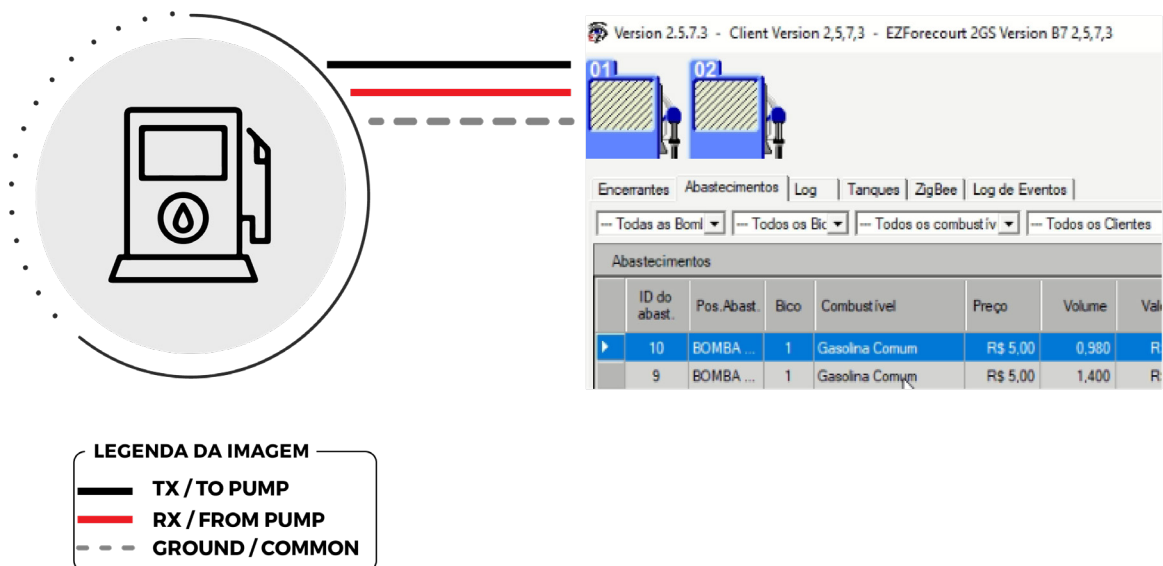 Version 2.5.7.3 - Client Version 2,5,7,3 - EZForecourt 2GS Version B7 2,5,7,3
01 02
Encerrantes Abastecimentos Log Tanques ZigBee Log de Eventos
--- Todas as Boml --- Todos os Bic --- Todos os combustív --- Todos os Clientes
Abastecimentos
ID do abast. Pos.Abast. Bico Combustível Preço Volume Val
10 BOMBA ... 1 Gasolina Comum R$ 5,00 0,980 R
9 BOMBA ... 1 Gasolina Comum R$ 5,00 1,400 R
LEGENDA DA IMAGEM
TX / TO PUMP
RX / FROM PUMP
GROUND / COMMON